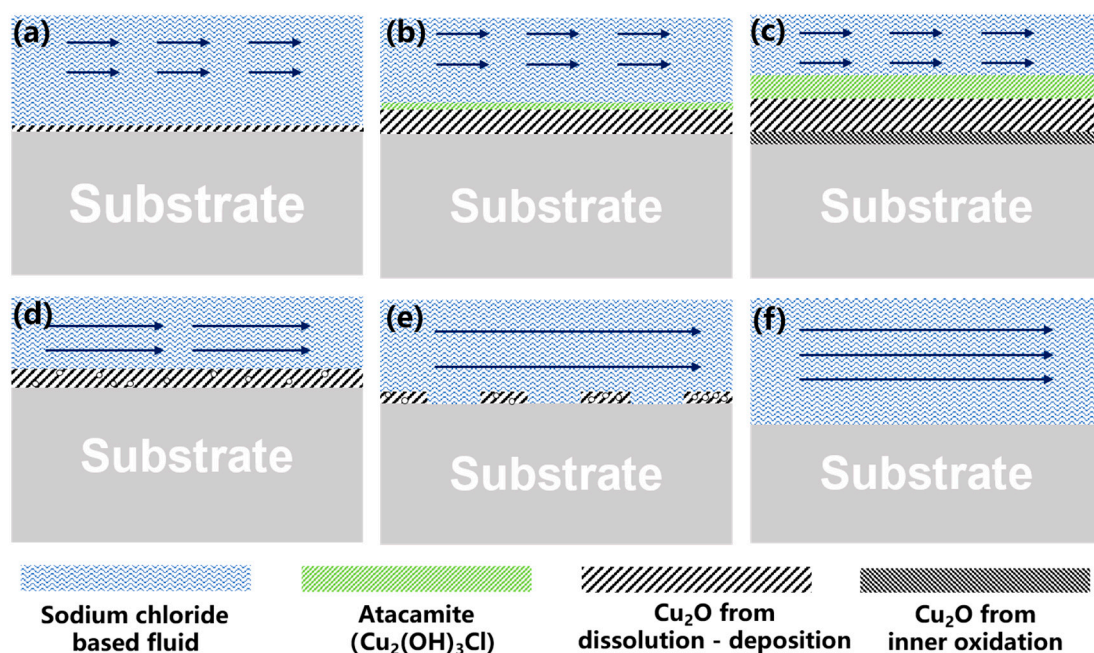 (a)
(b)
(c)
Substrate
Substrate
Substrate
(d)
(e)
(f)
Substrate
Substrate
Substrate
Sodium chloride
based fluid
Atacamite
(Cu₂(OH)₃Cl)
Cu₂O from
dissolution - deposition
Cu₂O from
inner oxidation